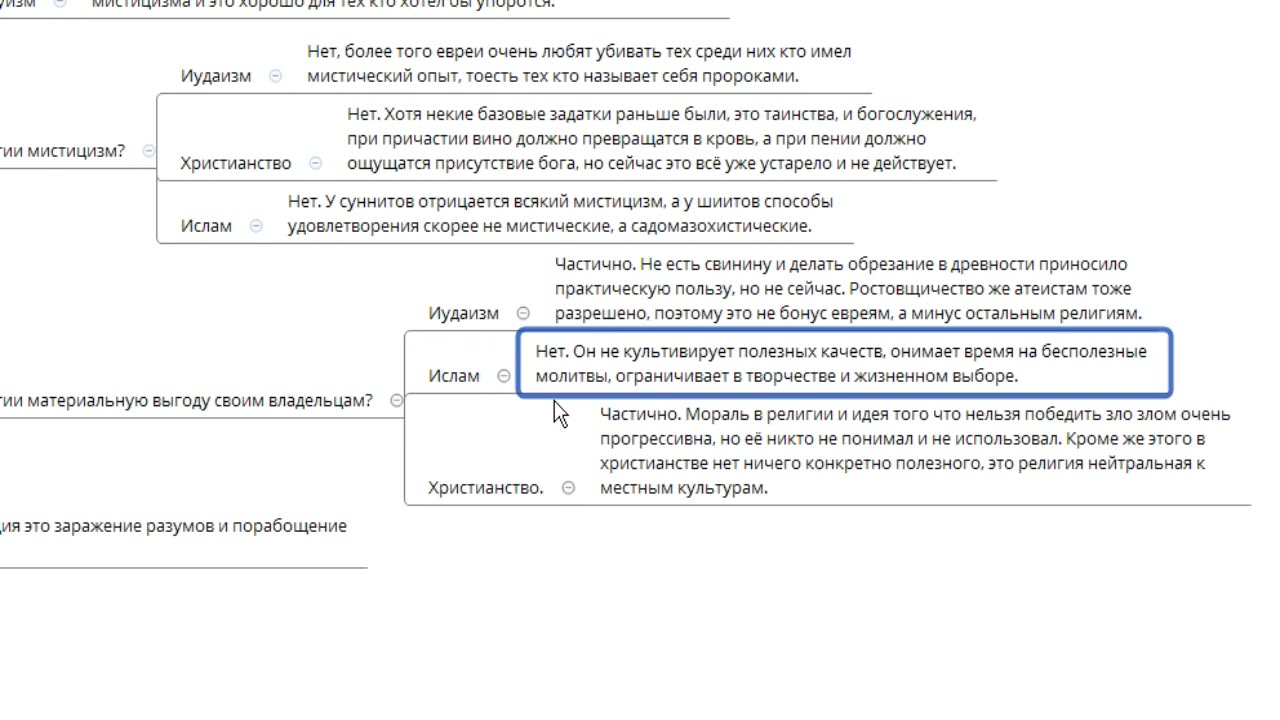 мистицизма и это хорошо для тех кто хотел бы упоротся.
Нет, более того евреи очень любят убивать тех среди них кто имел
Иудаизм
мистический опыт, тоесть тех кто называет себя пророками.
Нет. Хотя некие базовые задатки раньше были, это таинства, и богослужения,
при причастии вино должно превращатся в кровь, а при пении должно
мистицизм?
Христианство
ощущатся присутствие бога, но сейчас это всё уже устарело и не действует.
Нет. У суннитов отрицается всякий мистицизм, а у шиитов способы
Ислам
удовлетворения скорее не мистические, а садомазохистические.
Частично. Не есть свинину и делать обрезание в древности приносило
практическую пользу, но не сейчас. Ростовщичество же атеистам тоже
Иудаизм
разрешено, поэтому это не бонус евреям, а минус остальным религиям.
Нет. Он не культивирует полезных качеств, онимает время на бесполезные
Ислам
молитвы, ограничивает в творчестве и жизненном выборе.
гии материальную выгоду своим владельцам?
Частично. Мораль в религии и идея того что нельзя победить зло злом очень
прогрессивна, но её никто не понимал и не использовал. Кроме же этого в
христианстве нет ничего конкретно полезного, это религия нейтральная к
Христианство.
местным культурам.
ия это заражение разумов и порабощение